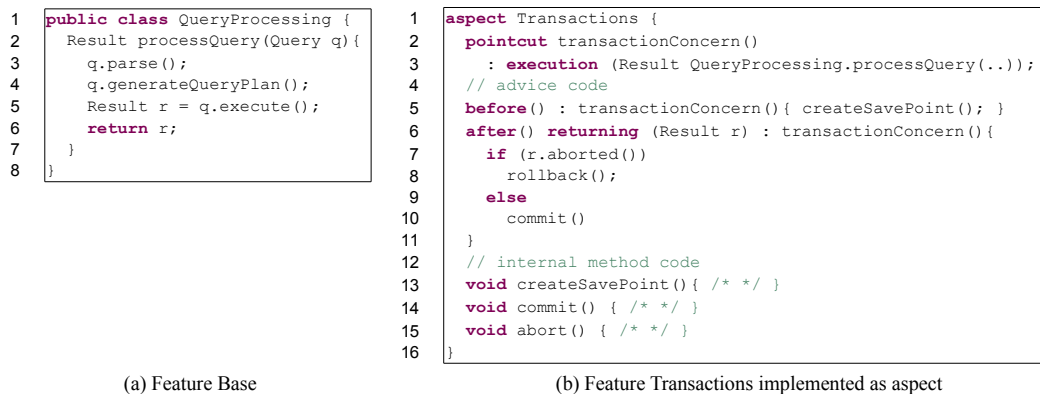 1 public class QueryProcessing {
2 Result processQuery(Query q){
3 q.parse();
4 q.generateQueryPlan();
5 Result r = q.execute();
6 return r;
7 }
8 }
(a) Feature Base
1 aspect Transactions {
2 pointcut transactionConcern()
3 : execution (Result QueryProcessing.processQuery(..));
4 // advice code
5 before() : transactionConcern(){ createSavePoint(); }
6 after() returning (Result r) : transactionConcern(){
7 if (r.aborted())
8 rollback();
9 else
10 commit()
11 }
12 // internal method code
13 void createSavePoint(){ /* */ }
14 void commit() { /* */ }
15 void abort() { /* */ }
16 }
(b) Feature Transactions implemented as aspect